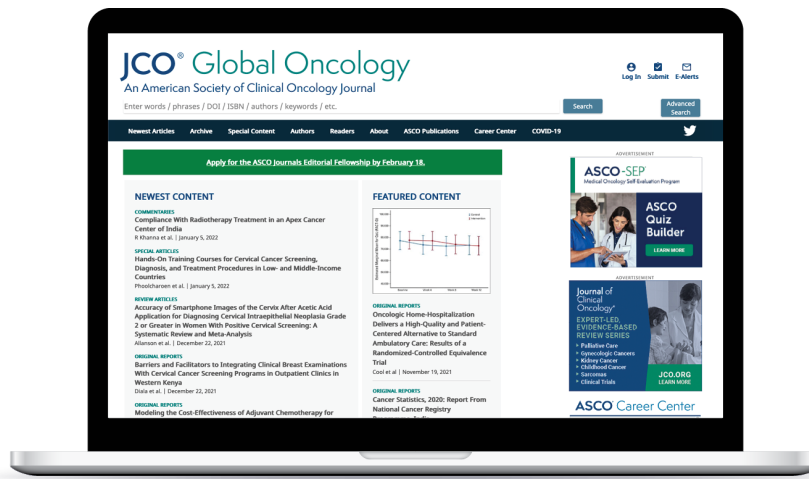 JCO® Global Oncology
An American Society of Clinical Oncology Journal
Log In Submit E-Alerts
Enter words / phrases / DOI / ISBN / authors / keywords / etc.
Search
Advanced
Search
Newest Articles Archive Special Content Authors Readers About ASCO Publications Career Center COVID-19
Apply for the ASCO Journals Editorial Fellowship by February 18.
NEWEST CONTENT
COMMENTARIES
Compliance With Radiotherapy Treatment in an Apex Cancer
Center of India
R Khanna et al. | January 5, 2022
SPECIAL ARTICLES
Hands-On Training Courses for Cervical Cancer Screening,
Diagnosis, and Treatment Procedures in Low- and Middle-Income
Countries
Phoolcharoen et al. | January 5, 2022
REVIEW ARTICLES
Accuracy of Smartphone Images of the Cervix After Acetic Acid
Application for Diagnosing Cervical Intraepithelial Neoplasia Grade
2 or Greater in Women With Positive Cervical Screening: A
Systematic Review and Meta-Analysis
Allanson et al. | December 22, 2021
ORIGINAL REPORTS
Barriers and Facilitators to Integrating Clinical Breast Examinations
With Cervical Cancer Screening Programs in Outpatient Clinics in
Western Kenya
Diala et al. | December 22, 2021
ORIGINAL REPORTS
Modeling the Cost-Effectiveness of Adjuvant Chemotherapy for
FEATURED CONTENT
ORIGINAL REPORTS
Oncologic Home-Hospitalization
Delivers a High-Quality and Patient-
Centered Alternative to Standard
Ambulatory Care: Results of a
Randomized-Controlled Equivalence
Trial
Cool et al | November 19, 2021
ORIGINAL REPORTS
Cancer Statistics, 2020: Report From
National Cancer Registry
ADVERTISEMENT
ASCO-SEP®
Medical Oncology Self-Evaluation Program
ASCO
Quiz
Builder
LEARN MORE
ADVERTISEMENT
Journal of
Clinical
Oncology®
EXPERT-LED,
EVIDENCE-BASED
REVIEW SERIES
Palliative Care
Gynecologic Cancers
Kidney Cancer
Childhood Cancer
Sarcomas
Clinical Trials
JCO.ORG
LEARN MORE
ASCO Career Center